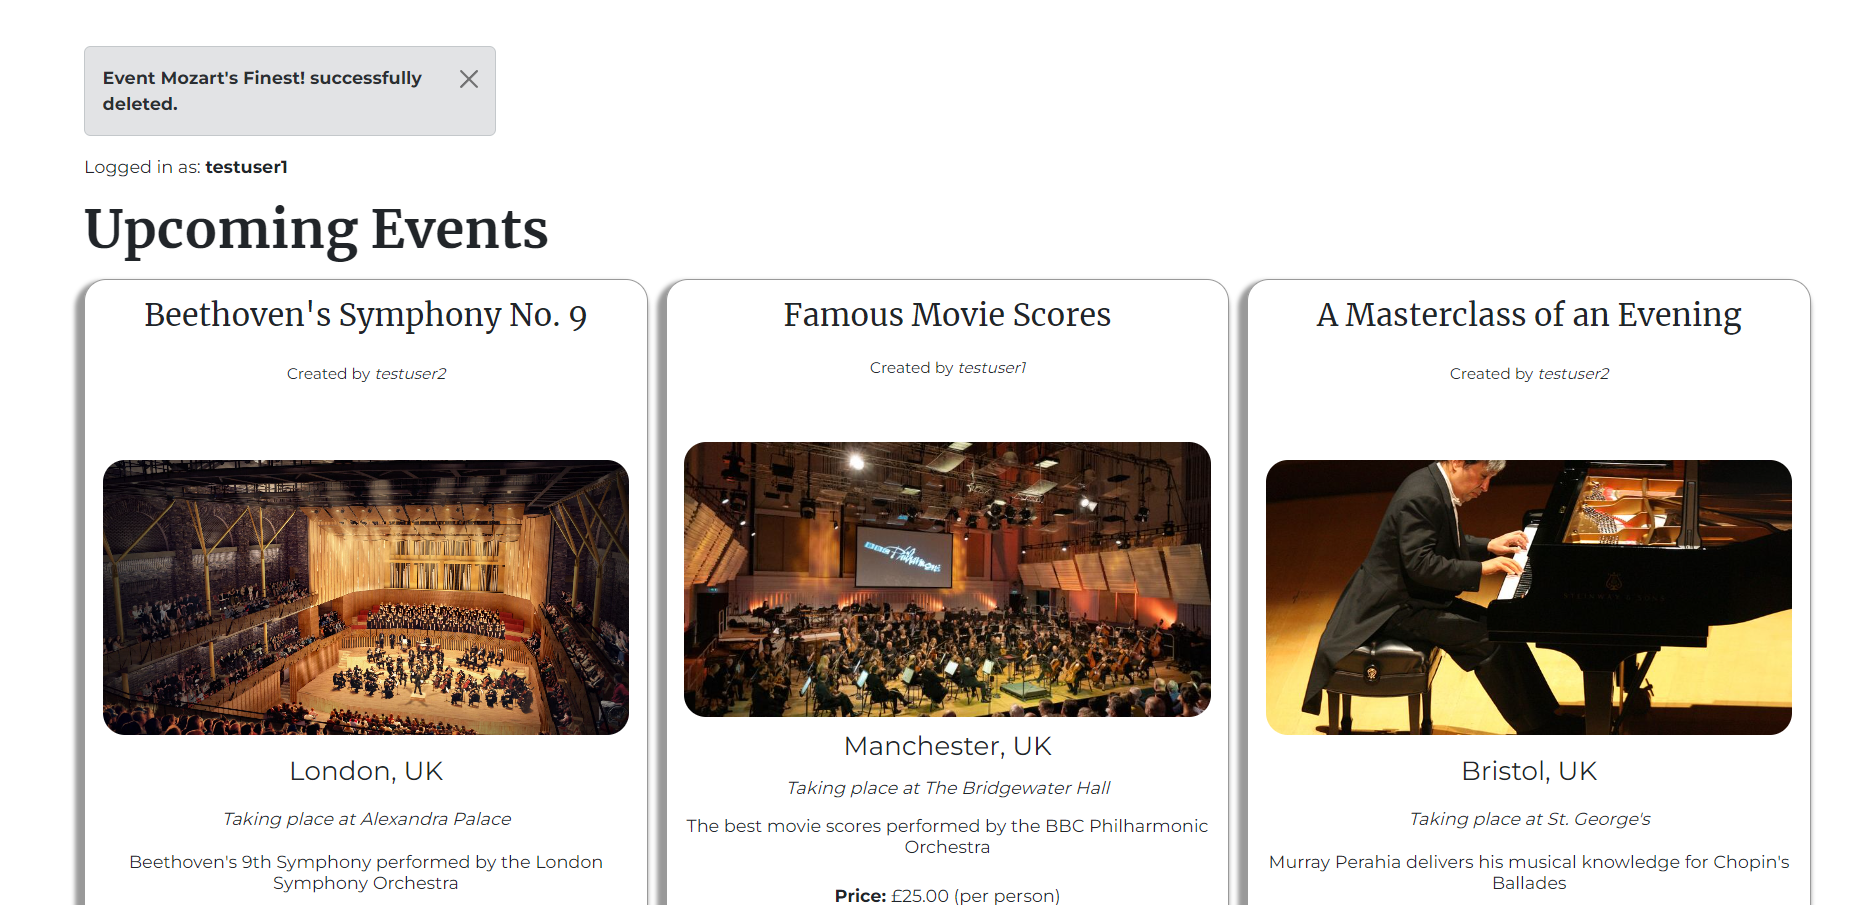 Event Mozart's Finest! successfully
deleted.
Logged in as: testuser1
Upcoming Events
Beethoven's Symphony No. 9
Created by testuser2
London, UK
Taking place at Alexandra Palace
Beethoven's 9th Symphony performed by the London
Symphony Orchestra
Famous Movie Scores
Created by testuser1
BBC Philharmonic
Manchester, UK
Taking place at The Bridgewater Hall
The best movie scores performed by the BBC Philharmonic
Orchestra
Price: £25.00 (per person)
A Masterclass of an Evening
Created by testuser2
STEINWAY & SONS
Bristol, UK
Taking place at St. George's
Murray Perahia delivers his musical knowledge for Chopin's
Ballades